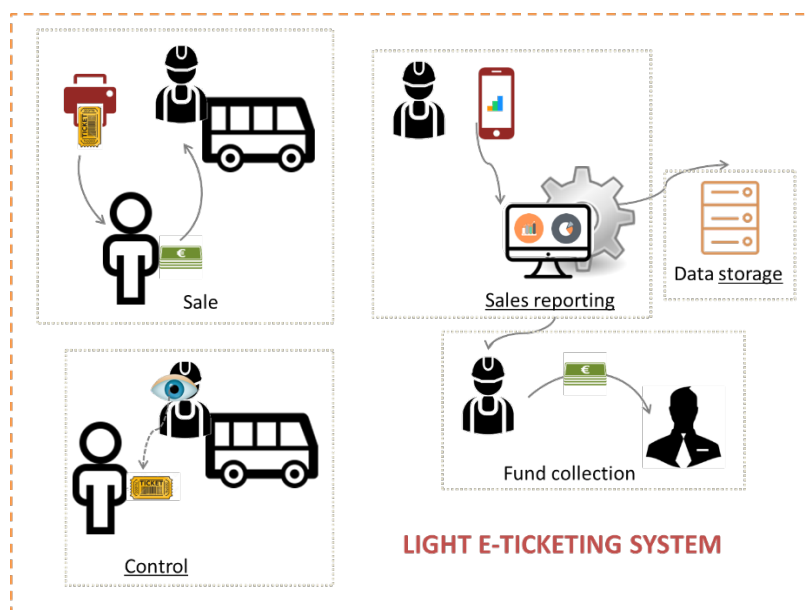 TICKET
€
Sale
Sales reporting
Data storage
€
Fund collection
TICKET
Control
LIGHT E-TICKETING SYSTEM